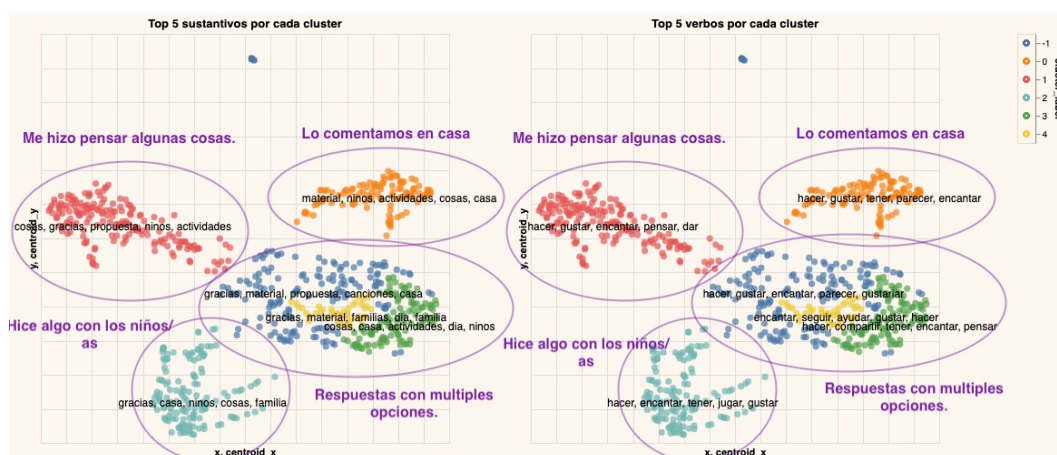 Top 5 sustantivos por cada cluster
Me hizo pensar algunas cosas.
Lo comentamos en casa
material, ninos, actividades, cosas, casa
cosas, gracias, propuesta, ninos, actividades
y, centroid_y
gracias, material, propuesta, canciones, casa
gracias, material, familias, dia, familia
cosas, casa, actividades, dia, ninos
Hice algo con los niños/
as
gracias, casa, ninos, cosas, familia
Respuestas con multiples
opciones.
x, centroid_x
Top 5 verbos por cada cluster
Me hizo pensar algunas cosas.
Lo comentamos en casa
hacer, gustar, tener, parecer, encantar
hacer, gustar, encantar, pensar, dar
y, centroid_y
hacer, gustar, encantar, parecer, gustariar
encantar, seguir, ayudar, gustar, hacer
hacer, compartir, tener, encantar, pensar
Hice algo con los niños/
as
hacer, encantar, tener, jugar, gustar
Respuestas con multiples
opciones.
x, centroid_x
-1
0
1
2
3
4